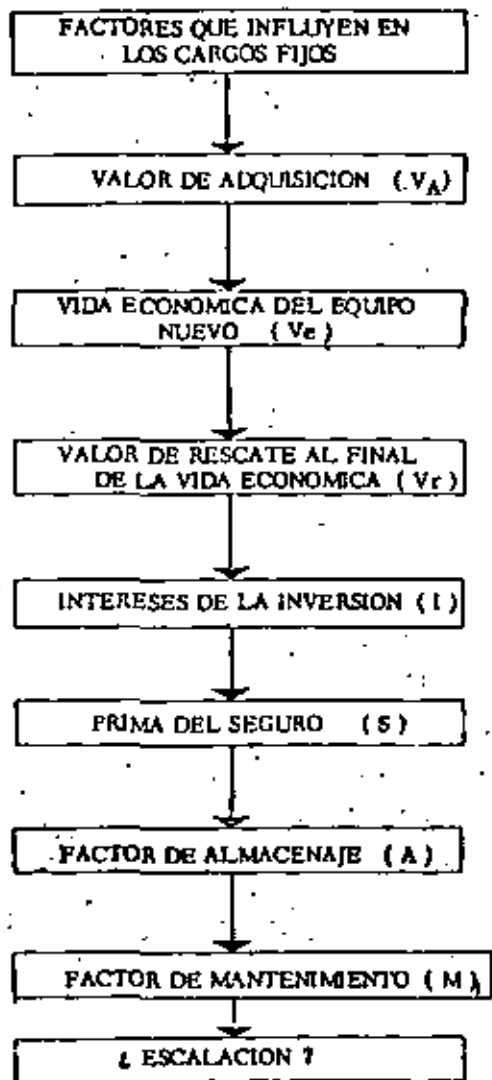 FACTORES QUE INFLUYEN EN
LOS CARGOS FIJOS
VALOR DE ADQUISICION (VA)
VIDA ECONOMICA DEL EQUIPO
NUEVO (Ve)
VALOR DE RESCATE AL FINAL
DE LA VIDA ECONOMICA (Vr)
INTERESES DE LA INVERSION (I)
PRIMA DEL SEGURO (S)
FACTOR DE ALMACENAJE (A)
FACTOR DE MANTENIMIENTO (M)
¿ ESCALACION ?